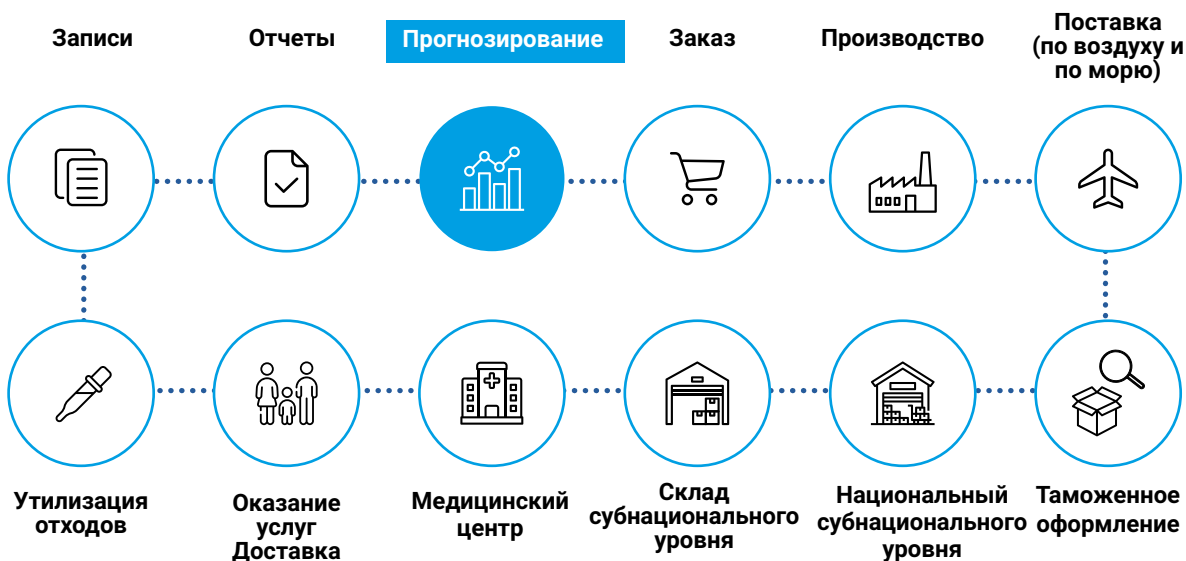 Записи
Отчеты
Прогнозирование
Заказ
Производство
Поставка
(по воздуху и
по морю)
Утилизация
отходов
Оказание
услуг
Доставка
Медицинский
центр
Склад
субнационального
уровня
Национальный
субнационального
уровня
Таможенное
оформление